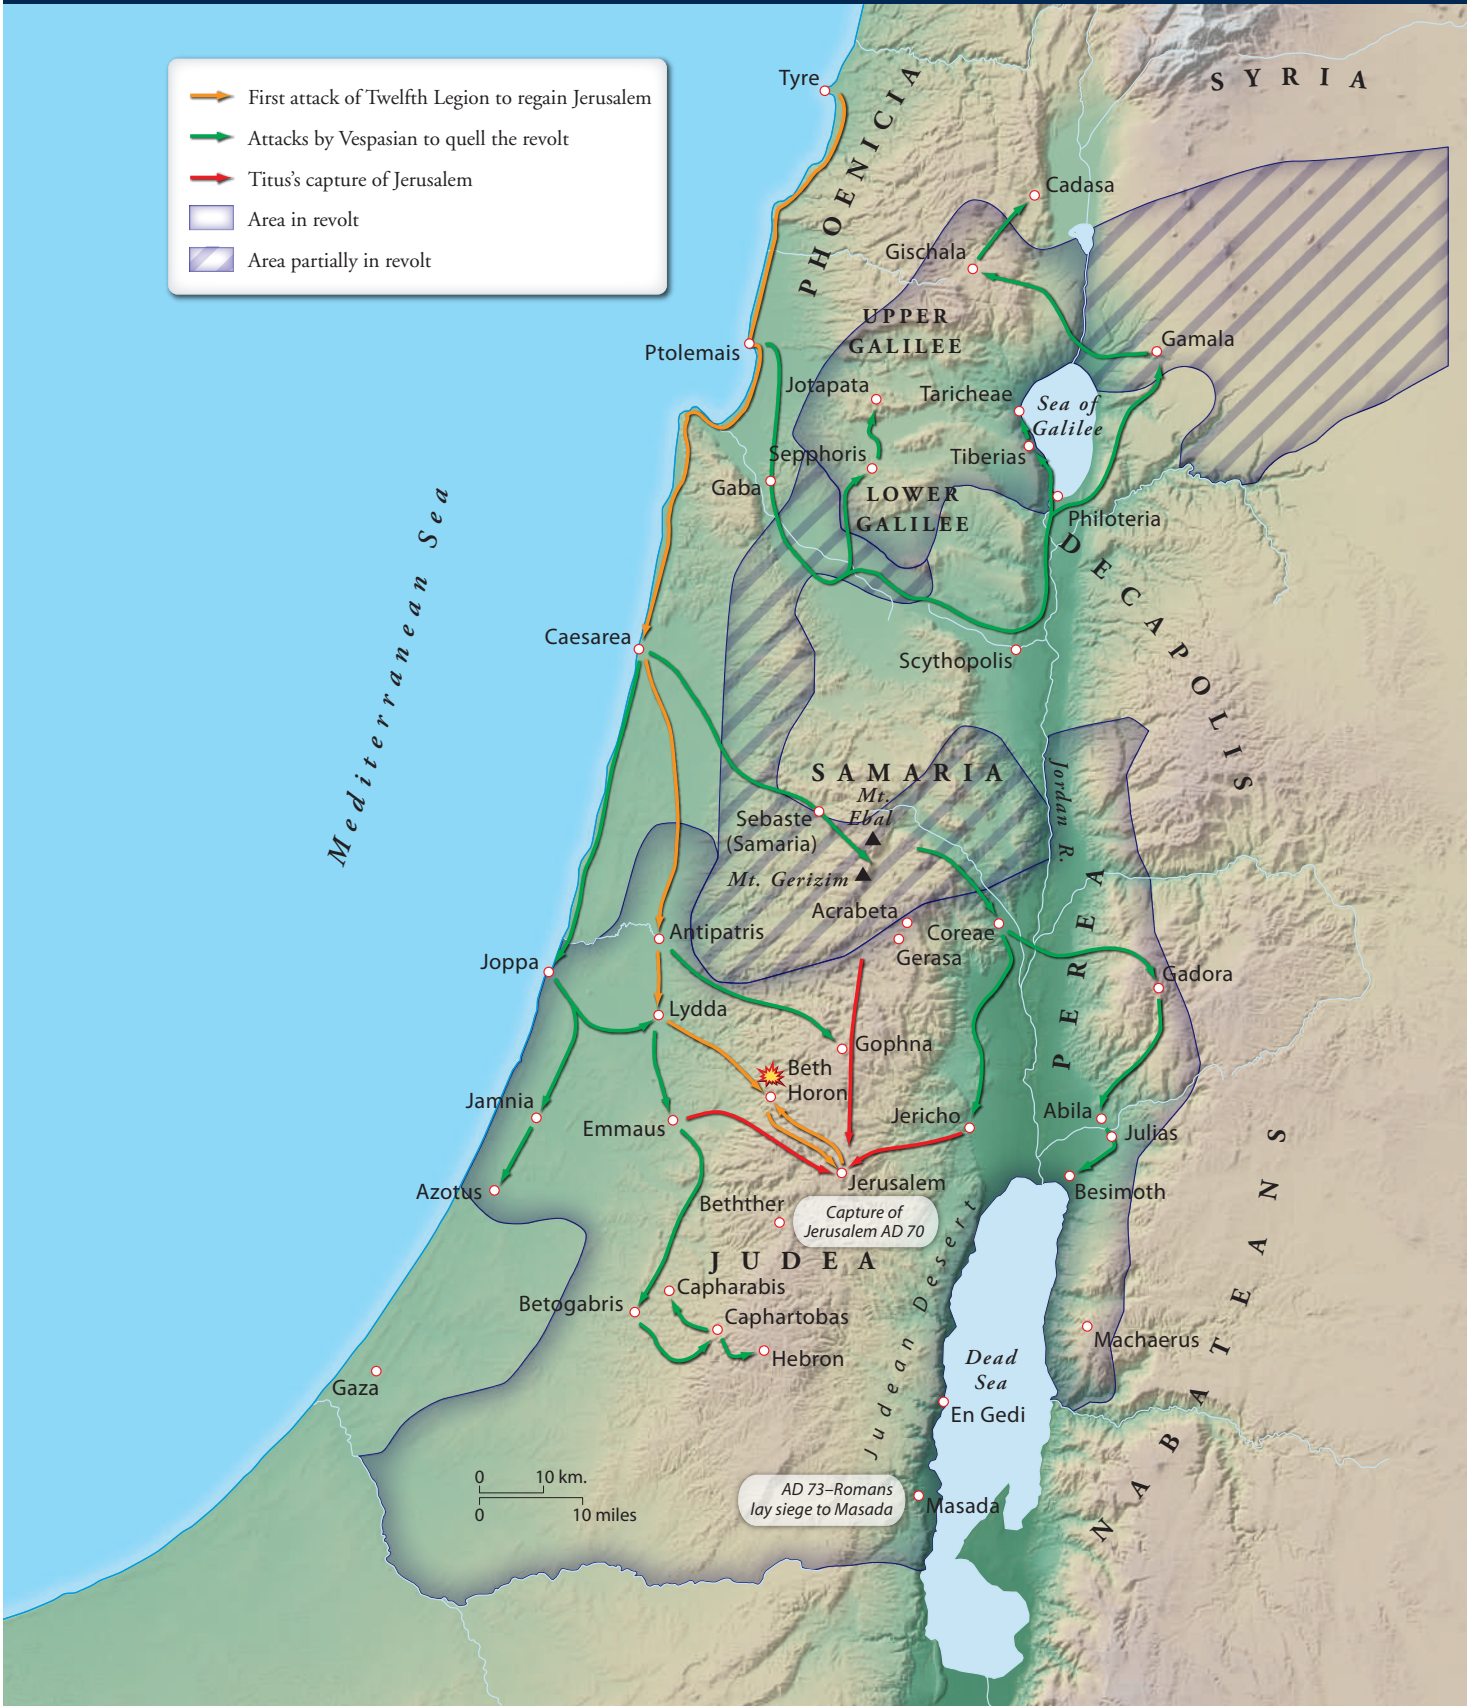 First attack of Twelfth Legion to regain Jerusalem
Attacks by Vespasian to quell the revolt
Titus's capture of Jerusalem
Area in revolt
Area partially in revolt
Tyre
SYRIA
PHOENICIA
Cadasa
Gischala
UPPER
GALILEE
Ptolemais
Gamala
Jotapata
Taricheae
Sea of
Galilee
Sepphoris
Tiberias
Gaba
LOWER
GALILEE
Philoteria
DECAPOLIS
Mediterranean Sea
Caesarea
Scythopolis
SAMARIA
Mt.
Ebal
Jordan R.
Sebaste
(Samaria)
Mt. Gerizim
Acrabeta
Coreae
Gerasa
Antipatris
PEREA
Joppa
Gadora
Lydda
Gophna
Beth
Horon
Jamnia
Emmaus
Jericho
Abila
Julias
Azotus
Jerusalem
Besimoth
Bethther
Capture of
Jerusalem AD 70
JUDEA
Judean Desert
NABATEANS
Capharabis
Betogabris
Caphartobas
Hebron
Machaerus
Gaza
Dead
Sea
En Gedi
0 10 km.
0 10 miles
AD 73–Romans
lay siege to Masada
Masada